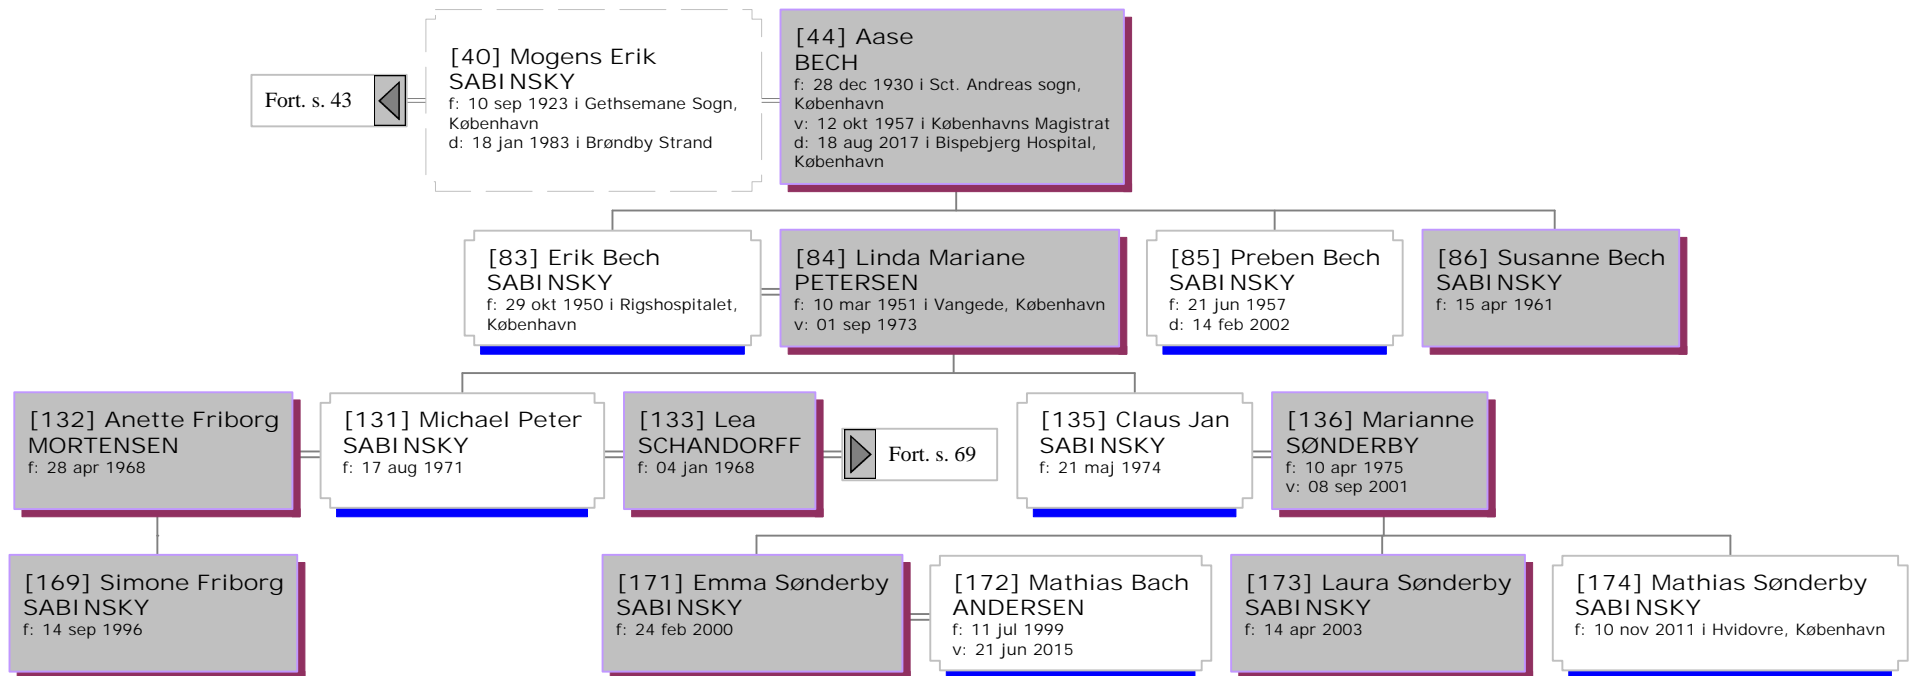 Fort. s. 43
[40] Mogens Erik
SABINSKY
f: 10 sep 1923 i Gethsemane Sogn,
København
d: 18 jan 1983 i Brøndby Strand
[44] Aase
BECH
f: 28 dec 1930 i Sct. Andreas sogn,
København
v: 12 okt 1957 i Københavns Magistrat
d: 18 aug 2017 i Bispebjerg Hospital,
København
[83] Erik Bech
SABINSKY
f: 29 okt 1950 i Rigshospitalet,
København
[84] Linda Mariane
PETERSEN
f: 10 mar 1951 i Vangede, København
v: 01 sep 1973
[85] Preben Bech
SABINSKY
f: 21 jun 1957
d: 14 feb 2002
[86] Susanne Bech
SABINSKY
f: 15 apr 1961
[132] Anette Friborg
MORTENSEN
f: 28 apr 1968
[131] Michael Peter
SABINSKY
f: 17 aug 1971
[133] Lea
SCHANDORFF
f: 04 jan 1968
Fort. s. 69
[135] Claus Jan
SABINSKY
f: 21 maj 1974
[136] Marianne
SØNDERBY
f: 10 apr 1975
v: 08 sep 2001
[169] Simone Friborg
SABINSKY
f: 14 sep 1996
[171] Emma Sønderby
SABINSKY
f: 24 feb 2000
[172] Mathias Bach
ANDERSEN
f: 11 jul 1999
v: 21 jun 2015
[173] Laura Sønderby
SABINSKY
f: 14 apr 2003
[174] Mathias Sønderby
SABINSKY
f: 10 nov 2011 i Hvidovre, København